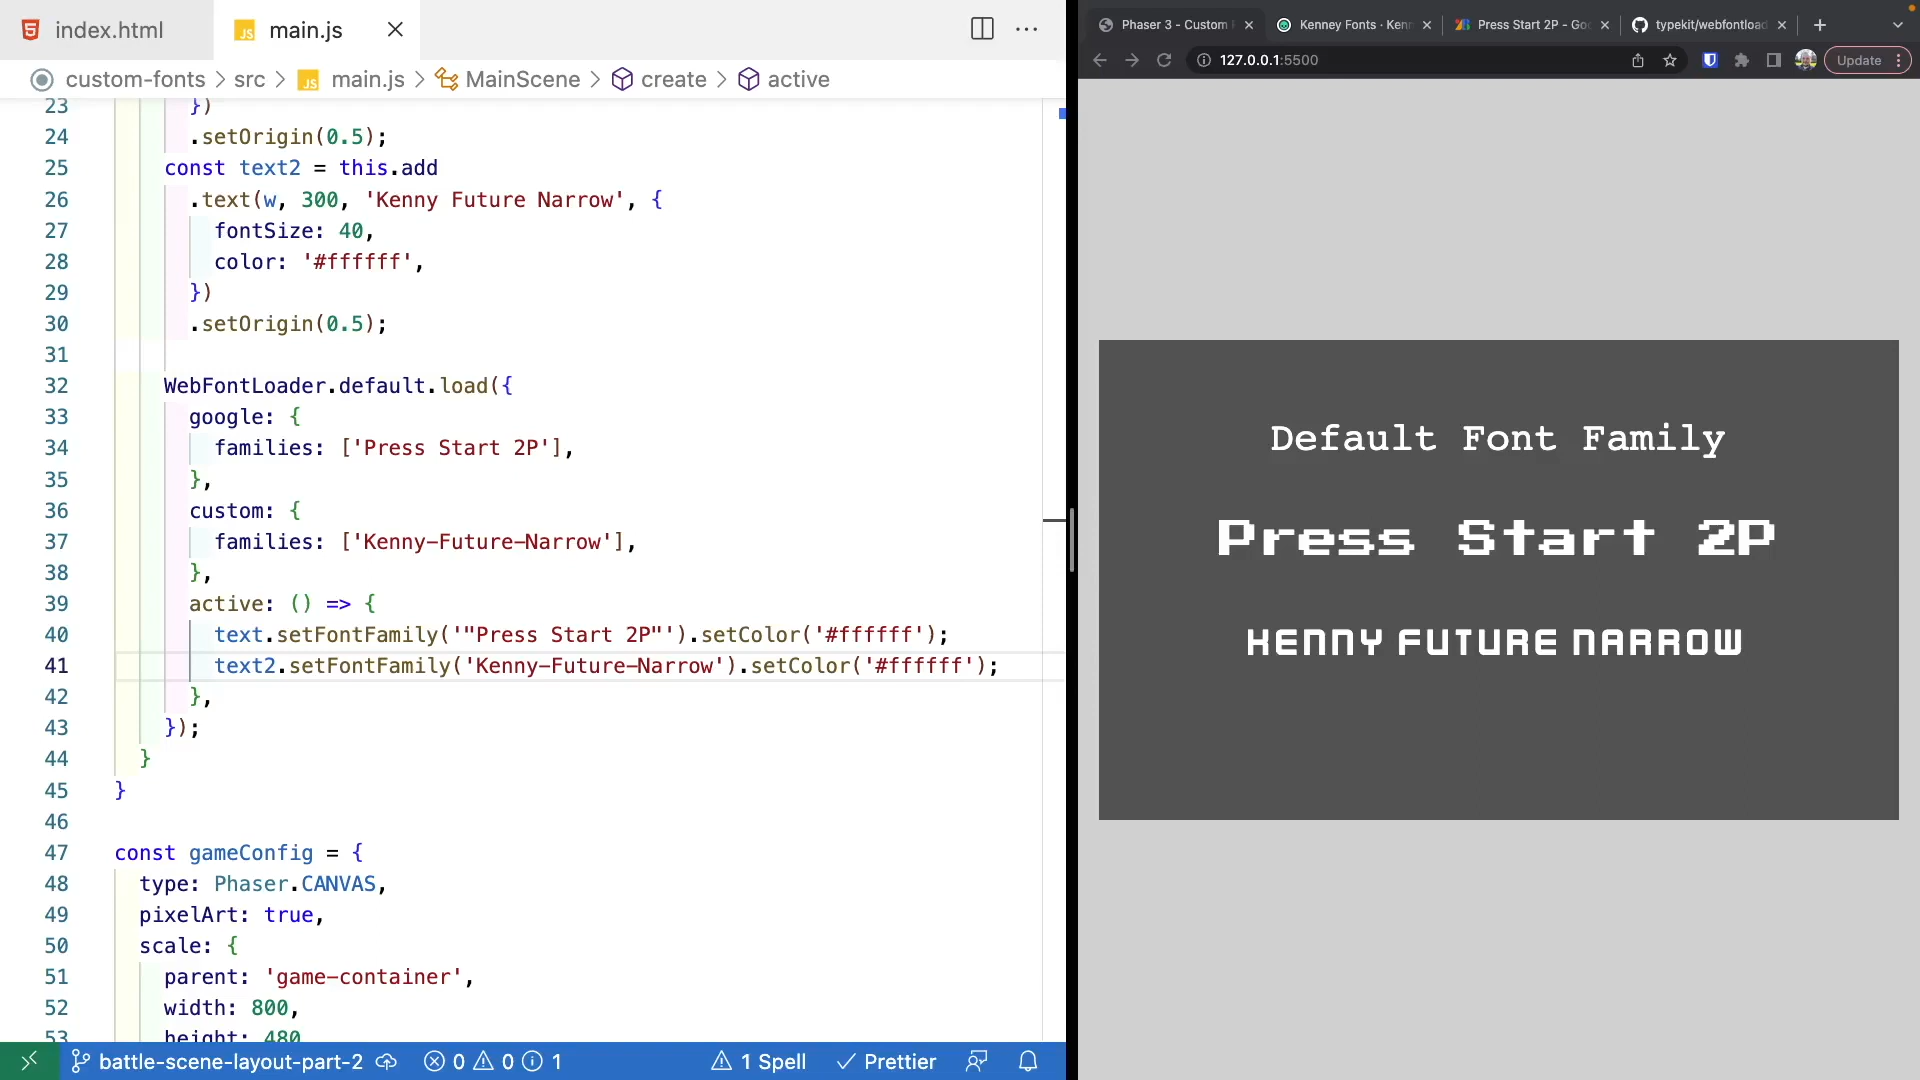 index.html
main.js
custom-fonts > src > main.js > MainScene > create > active
23 })
24 .setOrigin(0.5);
25 const text2 = this.add
26 .text(w, 300, 'Kenny Future Narrow', {
27 fontSize: 40,
28 color: '#ffffff',
29 })
30 .setOrigin(0.5);
31
32 WebFontLoader.default.load({
33 google: {
34 families: ['Press Start 2P'],
35 },
36 custom: {
37 families: ['Kenny-Future-Narrow'],
38 },
39 active: () => {
40 text.setFontFamily('"Press Start 2P"').setColor('#ffffff');
41 text2.setFontFamily('Kenny-Future-Narrow').setColor('#ffffff');
42 },
43 });
44 }
45 }
46
47 const gameConfig = {
48 type: Phaser.CANVAS,
49 pixelArt: true,
50 scale: {
51 parent: 'game-container',
52 width: 800,
53 height: 480
battle-scene-layout-part-2 0 0 1 1 Spell Prettier
Phaser 3 - Custom
Kenney Fonts · Ken
Press Start 2P - Go
typekit/webfontload
127.0.0.1:5500
Update
Default Font Family
Press Start 2P
KENNY FUTURE NARROW